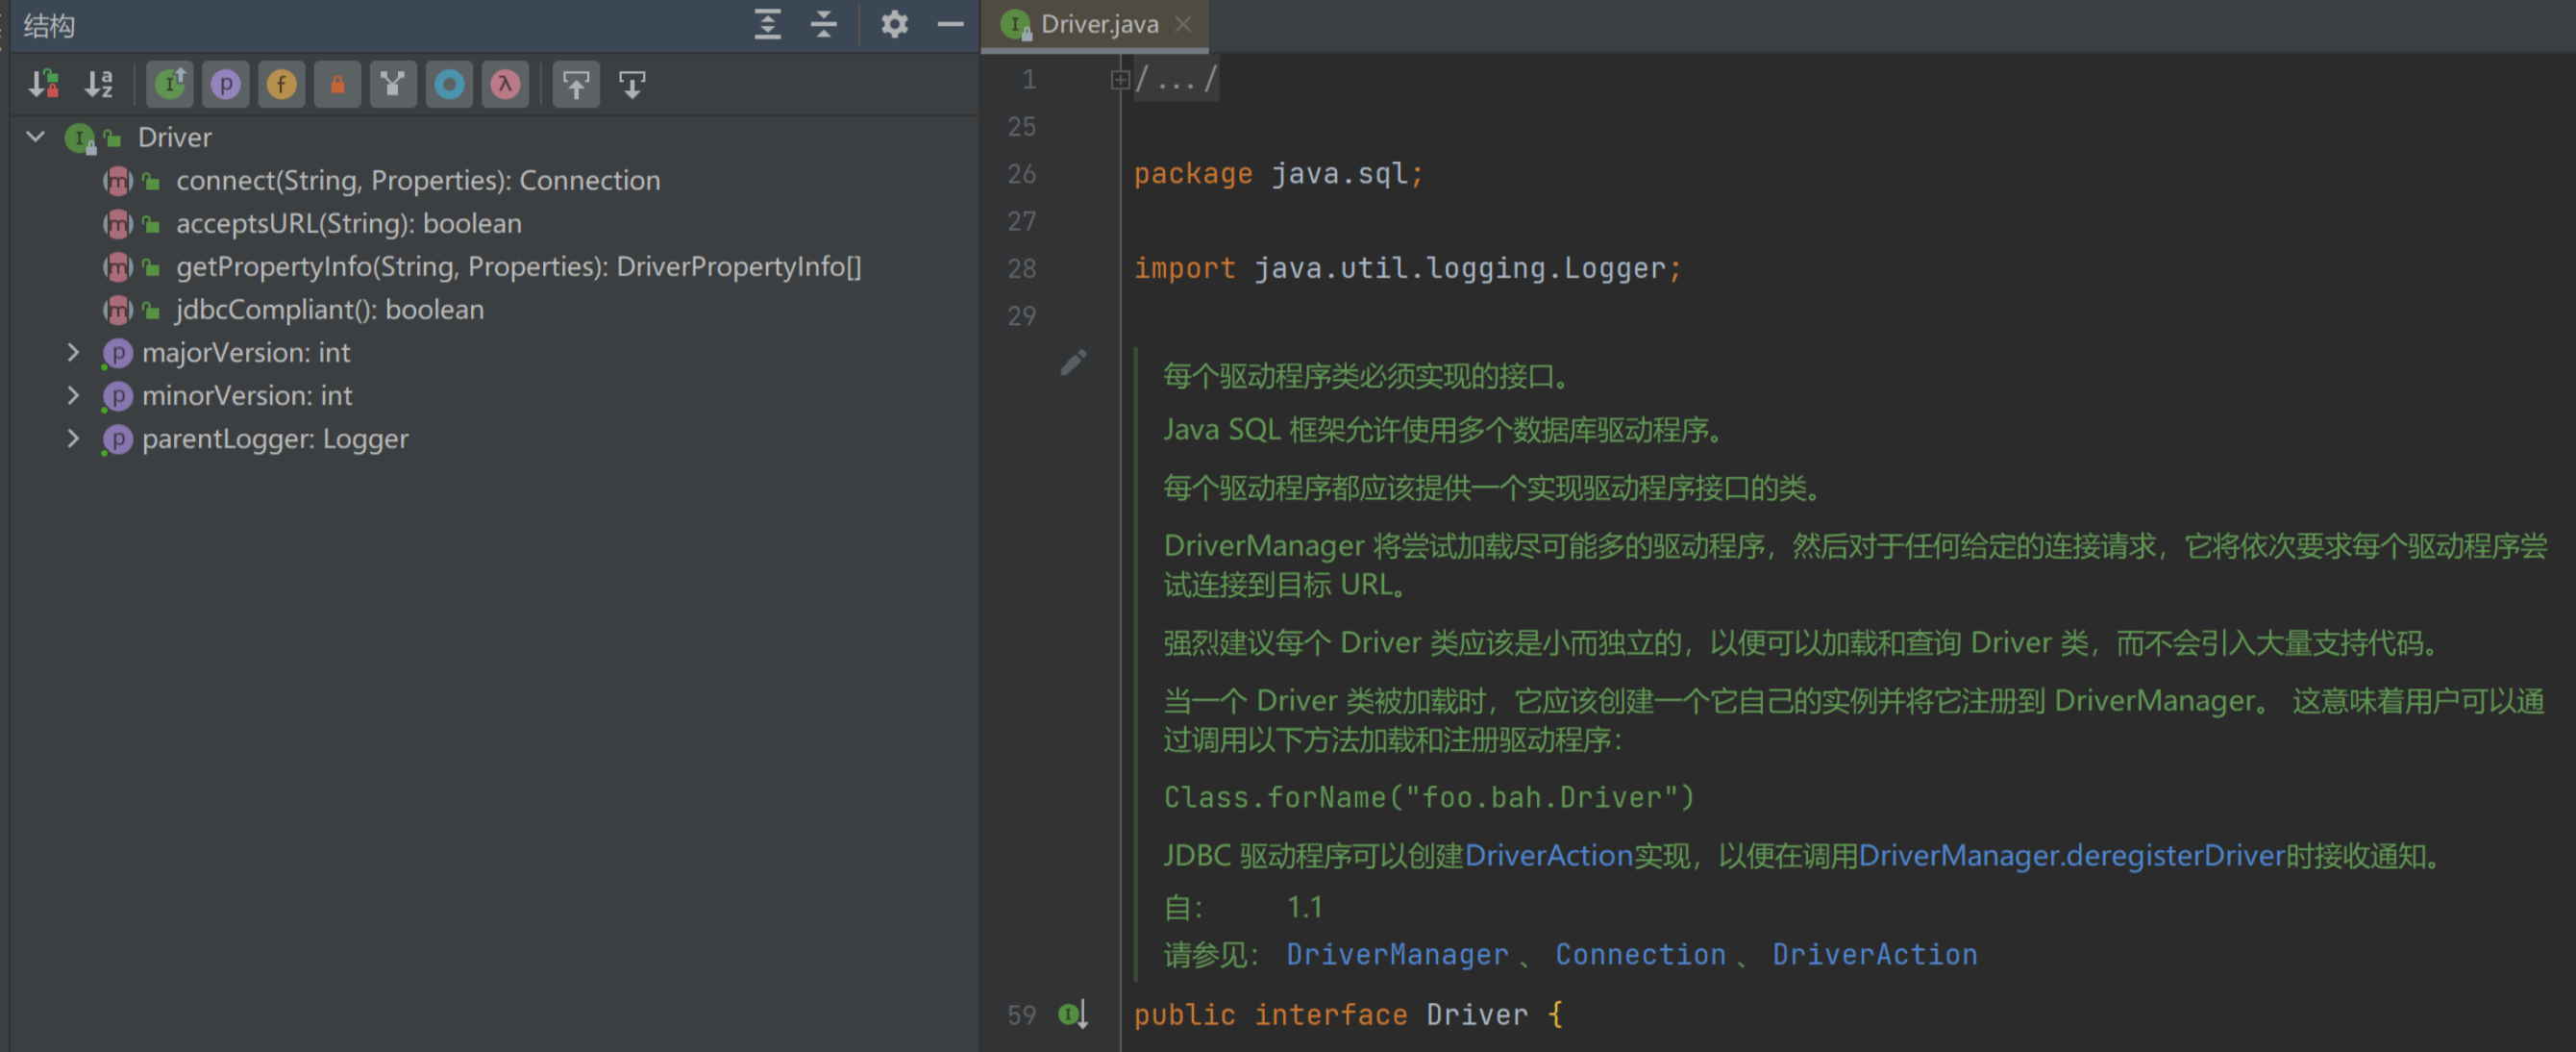 结构
Driver
connect(String, Properties): Connection
acceptsURL(String): boolean
getPropertyInfo(String, Properties): DriverPropertyInfo[]
jdbcCompliant(): boolean
majorVersion: int
minorVersion: int
parentLogger: Logger
Driver.java
1 /.../
25
26 package java.sql;
27
28 import java.util.logging.Logger;
29
每个驱动程序类必须实现的接口。
Java SQL 框架允许使用多个数据库驱动程序。
每个驱动程序都应该提供一个实现驱动程序接口的类。
DriverManager 将尝试加载尽可能多的驱动程序，然后对于任何给定的连接请求，它将依次要求每个驱动程序尝
试连接到目标 URL。
强烈建议每个 Driver 类应该是小而独立的，以便可以加载和查询 Driver 类，而不会引入大量支持代码。
当一个 Driver 类被加载时，它应该创建一个它自己的实例并将它注册到 DriverManager。 这意味着用户可以通
过调用以下方法加载和注册驱动程序：
Class.forName("foo.bah.Driver")
JDBC 驱动程序可以创建DriverAction实现，以便在调用DriverManager.deregisterDriver时接收通知。
自： 1.1
请参见： DriverManager 、 Connection 、 DriverAction
59 public interface Driver {